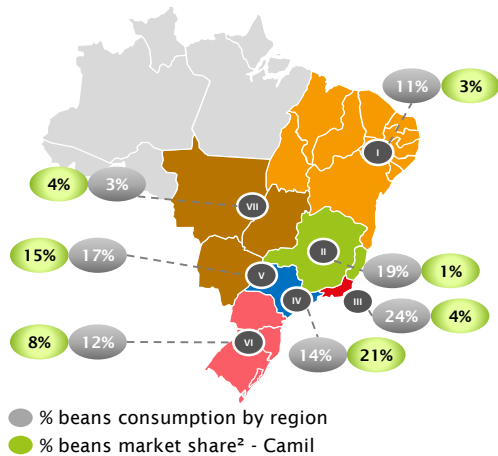 11% 3%
I
4% 3%
VII
II
15% 17%
V
19% 1%
IV
III
24% 4%
8% 12%
VI
14% 21%
% beans consumption by region
% beans market share² - Camil